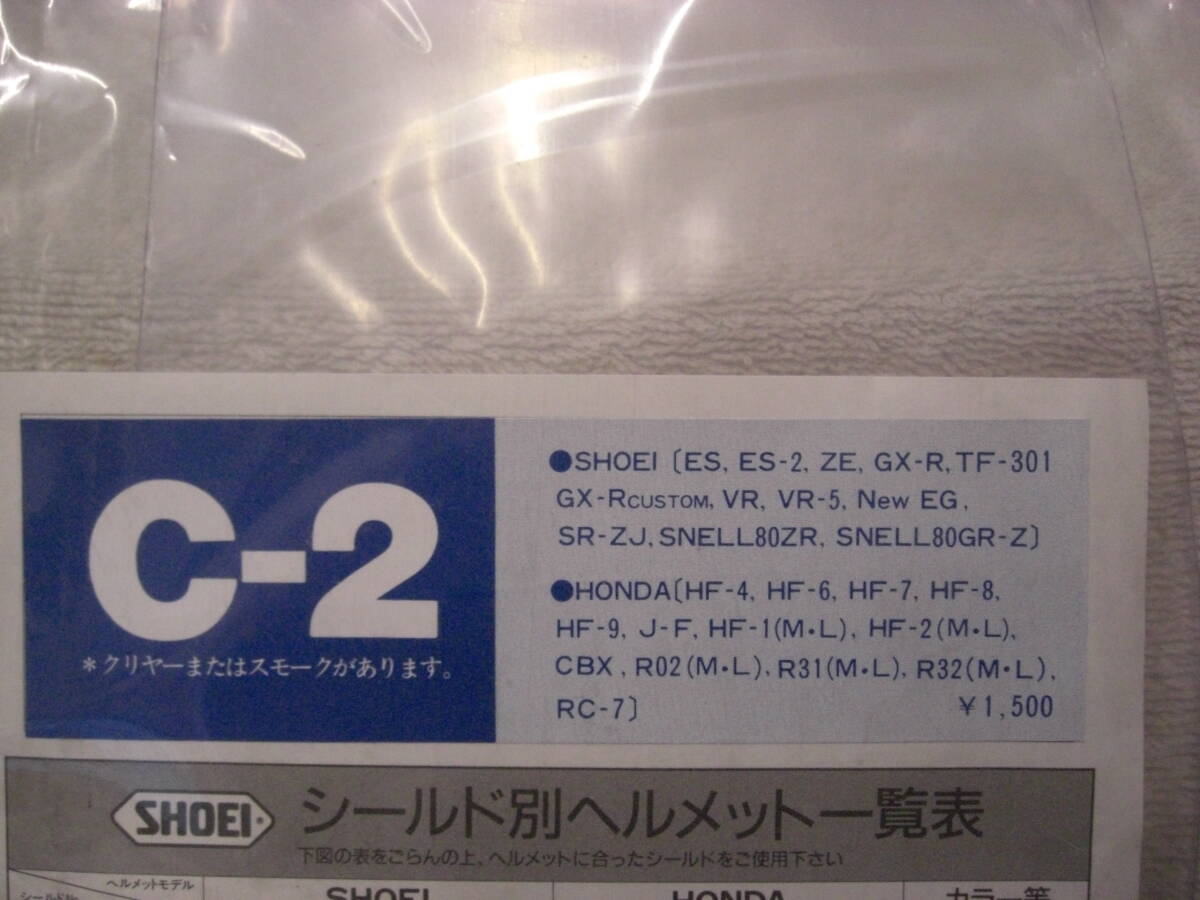 C-2
*クリヤーまたはスモークがあります。
●SHOEI〔ES, ES-2, ZE, GX-R, TF-301
GX-RCUSTOM, VR, VR-5, New EG,
SR-ZJ, SNELL80ZR, SNELL80GR-Z〕
●HONDA〔HF-4, HF-6, HF-7, HF-8,
HF-9, J-F, HF-1(M・L), HF-2(M・L),
CBX, R02(M・L), R31(M・L), R32(M・L),
RC-7〕 ¥1,500
SHOEI シールド別ヘルメット一覧表
下図の表をごらんの上、ヘルメットに合ったシールドをご使用下さい
ヘルメットモデル
SHOEI HONDA カラー等